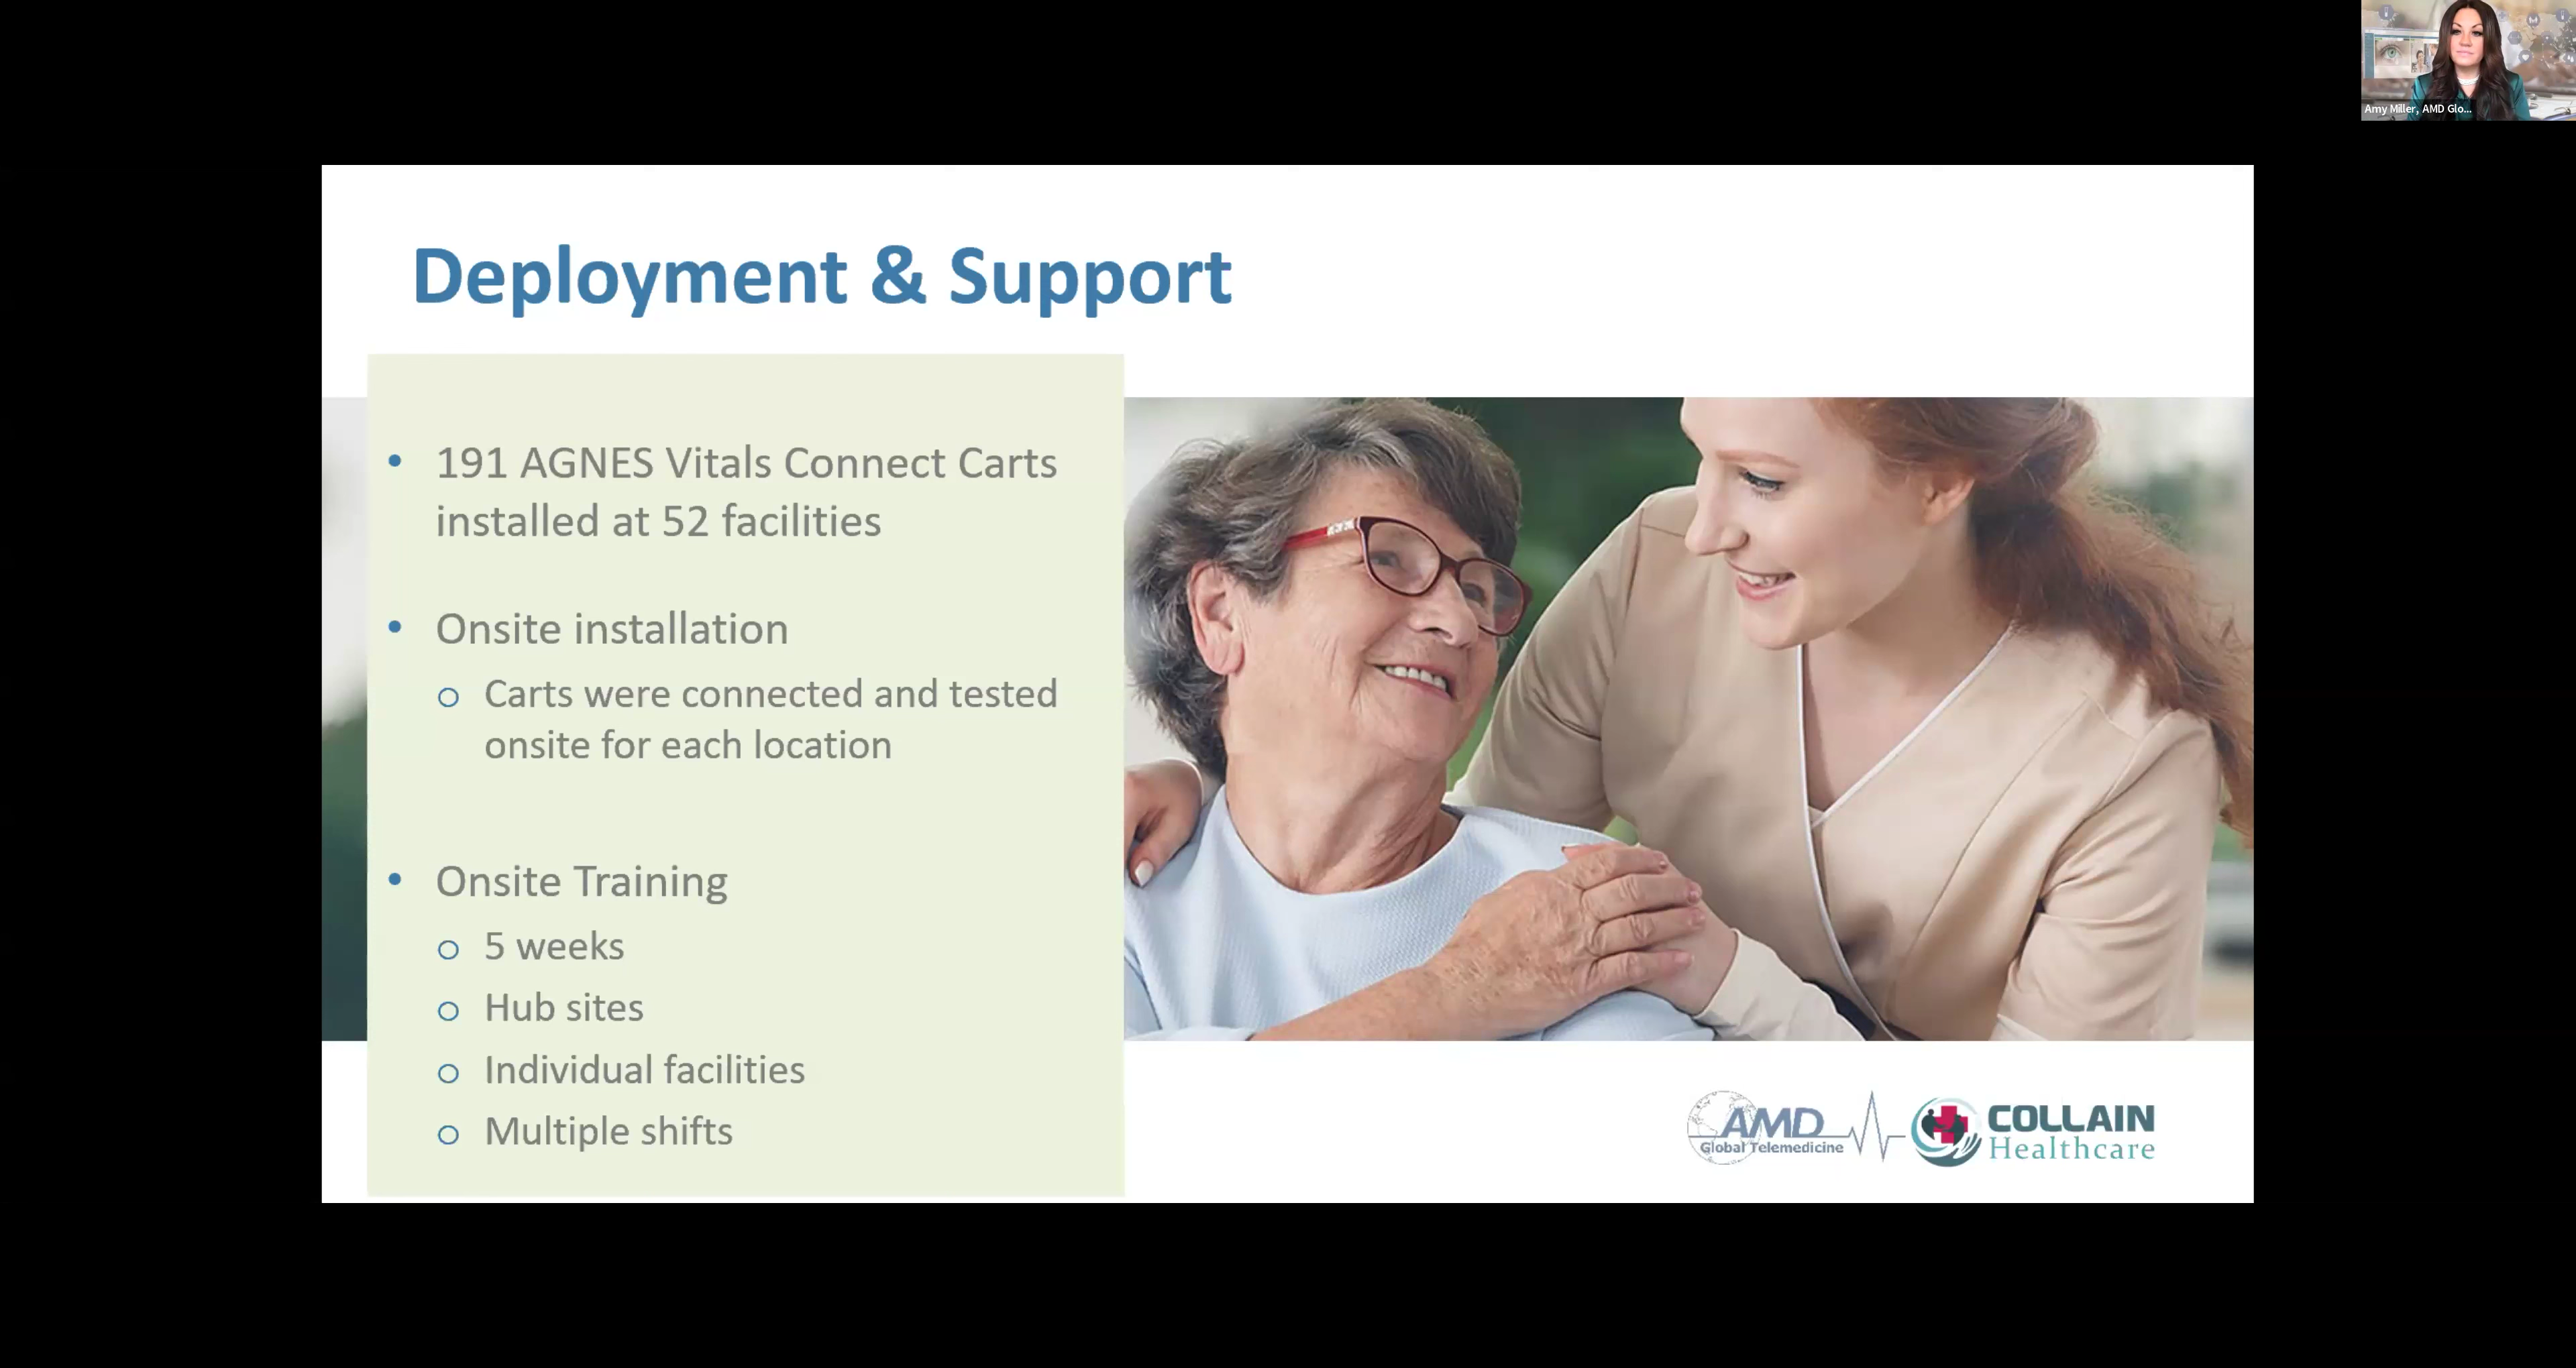 Amy Miller, AMD Glo...
Deployment & Support
• 191 AGNES Vitals Connect Carts
installed at 52 facilities
• Onsite installation
o Carts were connected and tested
onsite for each location
• Onsite Training
o 5 weeks
o Hub sites
o Individual facilities
o Multiple shifts
AMD
Global Telemedicine
COLLAIN
Healthcare